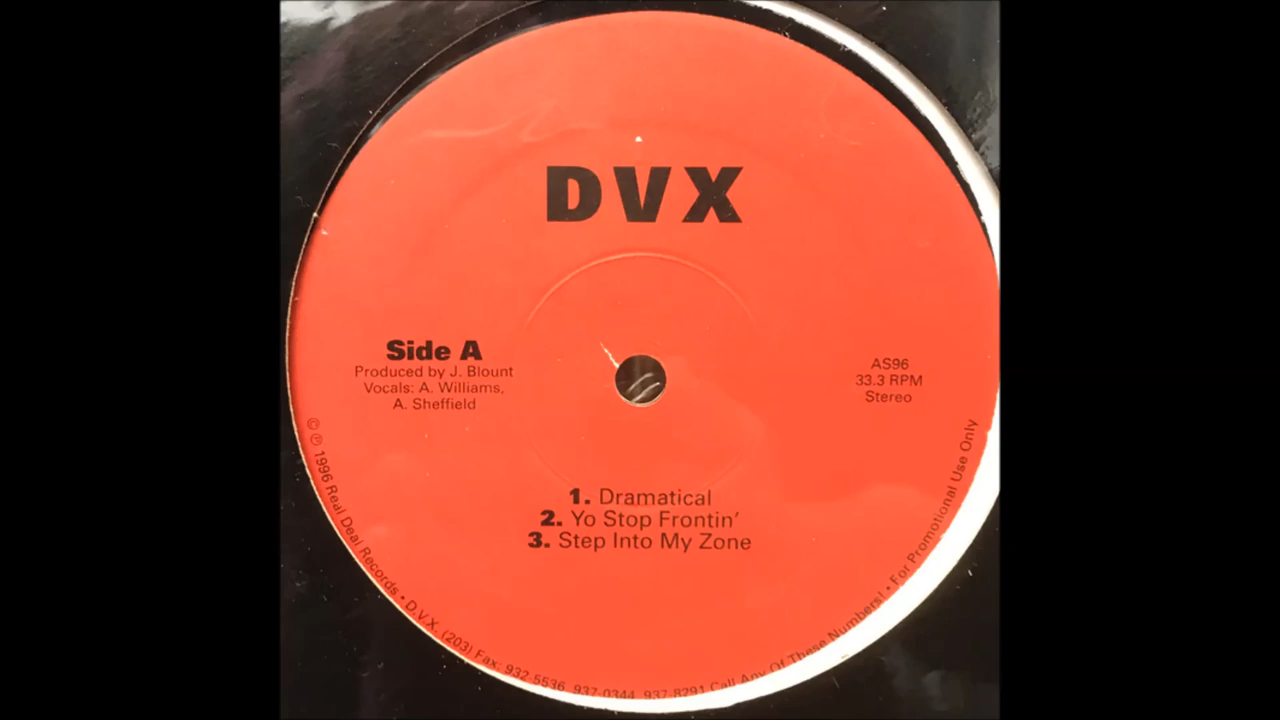 DVX
Side A
Produced by J. Blount
Vocals: A. Williams,
A. Sheffield
AS96
33.3 RPM
Stereo
1. Dramatical
2. Yo Stop Frontin'
3. Step Into My Zone
© ℗ 1996 Real Deal Records • D.V.X. (203) Fax: 932-5536, 937-0344, 937-8291 Call Any Of These Numbers! • For Promotional Use Only